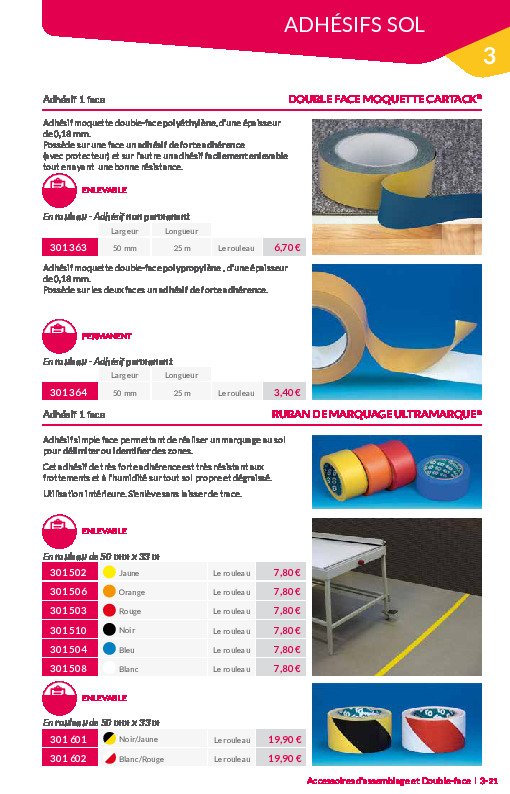 ADHÉSIFS SOL
3
Adhésif 1 face
DOUBLE FACE MOQUETTE CARTACK®
Adhésif moquette double-face polyéthylène, d'une épaisseur
de 0,18 mm.
Possède sur une face un adhésif de forte adhérence
(avec protecteur) et sur l'autre un adhésif facilement enlevable
tout en ayant une bonne résistance.
ENLEVABLE
En rouleau - Adhésif non permanent
Largeur Longueur
301363 50 mm 25 m Le rouleau 6,70 €
Adhésif moquette double-face polypropylène , d'une épaisseur
de 0,18 mm.
Possède sur les deux faces un adhésif de forte adhérence.
PERMANENT
En rouleau - Adhésif permanent
Largeur Longueur
301364 50 mm 25 m Le rouleau 3,40 €
Adhésif 1 face
RUBAN DE MARQUAGE ULTRAMARQUE®
Adhésif simple face permettant de réaliser un marquage au sol
pour délimiter ou identifier des zones.
Cet adhésif de très forte adhérence est très résistant aux
frottements et à l'humidité sur tout sol propre et dégraissé.
Utilisation intérieure. S'enlève sans laisser de trace.
ENLEVABLE
En rouleau de 50 mm x 33 m
301502 Jaune Le rouleau 7,80 €
301506 Orange Le rouleau 7,80 €
301503 Rouge Le rouleau 7,80 €
301510 Noir Le rouleau 7,80 €
301504 Bleu Le rouleau 7,80 €
301508 Blanc Le rouleau 7,80 €
ENLEVABLE
En rouleau de 50 mm x 33 m
301601 Noir/Jaune Le rouleau 19,90 €
301602 Blanc/Rouge Le rouleau 19,90 €
Accessoires d'assemblage et Double-face | 3-21